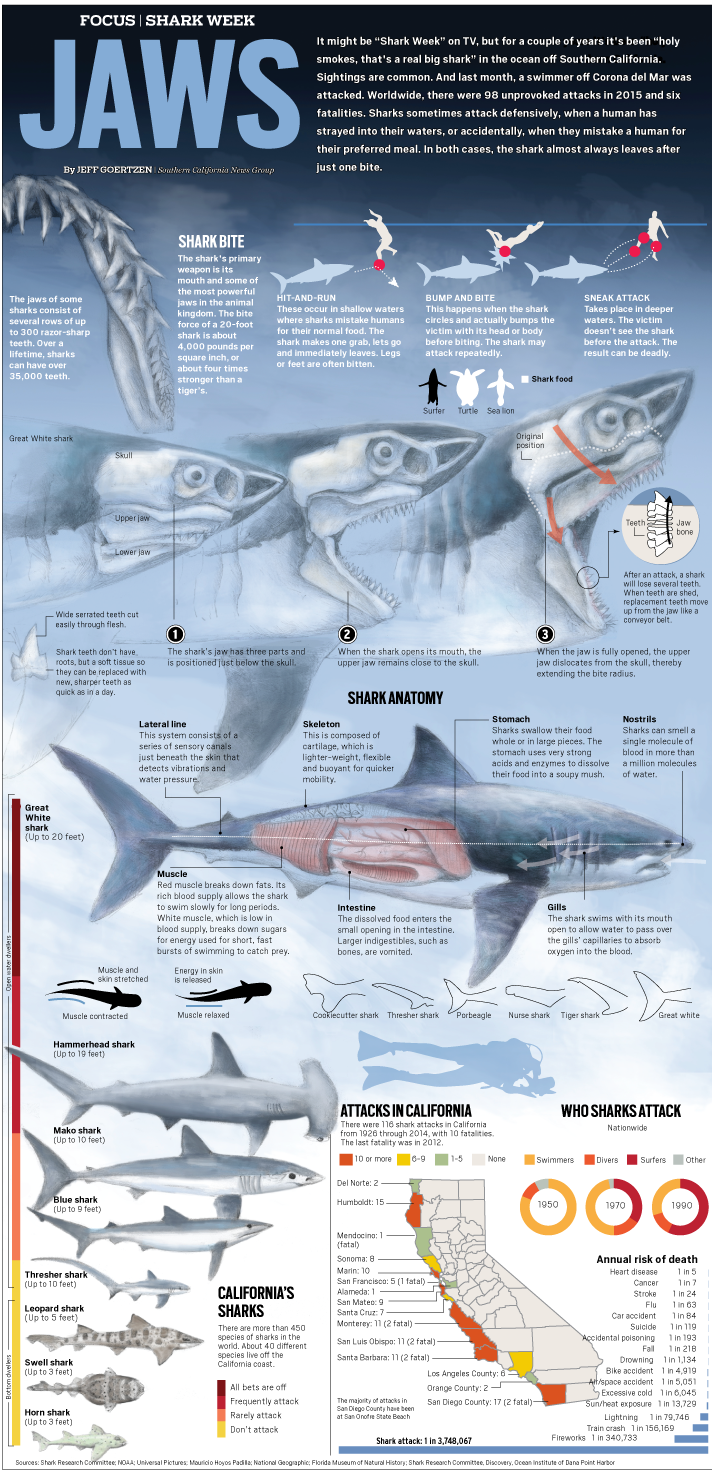 FOCUS | SHARK WEEK
JAWS
By JEFF GOERTZEN | Southern California News Group
It might be “Shark Week” on TV, but for a couple of years it's been “holy
smokes, that's a real big shark” in the ocean off Southern California.
Sightings are common. And last month, a swimmer off Corona del Mar was
attacked. Worldwide, there were 98 unprovoked attacks in 2015 and six
fatalities. Sharks sometimes attack defensively, when a human has
strayed into their waters, or accidentally, when they mistake a human for
their preferred meal. In both cases, the shark almost always leaves after
just one bite.
The jaws of some
sharks consist of
several rows of up
to 300 razor-sharp
teeth. Over a
lifetime, sharks
can have over
35,000 teeth.
SHARK BITE
The shark's primary
weapon is its
mouth and some of
the most powerful
jaws in the animal
kingdom. The bite
force of a 20-foot
shark is about
4,000 pounds per
square inch, or
about four times
stronger than a
tiger's.
HIT-AND-RUN
These occur in shallow waters
where sharks mistake humans
for their normal food. The
shark makes one grab, lets go
and immediately leaves. Legs
or feet are often bitten.
BUMP AND BITE
This happens when the shark
circles and actually bumps the
victim with its head or body
before biting. The shark may
attack repeatedly.
SNEAK ATTACK
Takes place in deeper
waters. The victim
doesn't see the shark
before the attack. The
result can be deadly.
Shark food
Surfer
Turtle
Sea lion
Great White shark
Skull
Upper jaw
Lower jaw
Original
position
Teeth
Jaw
bone
After an attack, a shark
will lose several teeth.
When teeth are shed,
replacement teeth move
up from the jaw like a
conveyor belt.
Wide serrated teeth cut
easily through flesh.
Shark teeth don't have
roots, but a soft tissue so
they can be replaced with
new, sharper teeth as
quick as in a day.
1
The shark's jaw has three parts and
is positioned just below the skull.
2
When the shark opens its mouth, the
upper jaw remains close to the skull.
3
When the jaw is fully opened, the upper
jaw dislocates from the skull, thereby
extending the bite radius.
SHARK ANATOMY
Lateral line
This system consists of a
series of sensory canals
just beneath the skin that
detects vibrations and
water pressure.
Skeleton
This is composed of
cartilage, which is
lighter-weight, flexible
and buoyant for quicker
mobility.
Stomach
Sharks swallow their food
whole or in large pieces. The
stomach uses very strong
acids and enzymes to dissolve
their food into a soupy mush.
Nostrils
Sharks can smell a
single molecule of
blood in more than
a million molecules
of water.
Great
White
shark
(Up to 20 feet)
Muscle
Red muscle breaks down fats. Its
rich blood supply allows the shark
to swim slowly for long periods.
White muscle, which is low in
blood supply, breaks down sugars
for energy used for short, fast
bursts of swimming to catch prey.
Intestine
The dissolved food enters the
small opening in the intestine.
Larger indigestibles, such as
bones, are vomited.
Gills
The shark swims with its mouth
open to allow water to pass over
the gills' capillaries to absorb
oxygen into the blood.
Open water dwellers
Muscle and
skin stretched
Muscle contracted
Energy in skin
is released
Muscle relaxed
Cookiecutter shark
Thresher shark
Porbeagle
Nurse shark
Tiger shark
Great white
Hammerhead shark
(Up to 19 feet)
Mako shark
(Up to 10 feet)
Blue shark
(Up to 9 feet)
Thresher shark
(Up to 10 feet)
Leopard shark
(Up to 5 feet)
Swell shark
(Up to 3 feet)
Horn shark
(Up to 3 feet)
Bottom dwellers
CALIFORNIA'S
SHARKS
There are more than 450
species of sharks in the
world. About 40 different
species live off the
California coast.
All bets are off
Frequently attack
Rarely attack
Don't attack
ATTACKS IN CALIFORNIA
There were 116 shark attacks in California
from 1926 through 2014, with 10 fatalities.
The last fatality was in 2012.
10 or more
6-9
1-5
None
Del Norte: 2
Humboldt: 15
Mendocino: 1
(fatal)
Sonoma: 8
Marin: 10
San Francisco: 5 (1 fatal)
Alameda: 1
San Mateo: 9
Santa Cruz: 7
Monterey: 11 (2 fatal)
San Luis Obispo: 11 (2 fatal)
Santa Barbara: 11 (2 fatal)
Los Angeles County: 6
Orange County: 2
San Diego County: 17 (2 fatal)
The majority of attacks in
San Diego County have been
at San Onofre State Beach
WHO SHARKS ATTACK
Nationwide
Swimmers
Divers
Surfers
Other
1950
1970
1990
Annual risk of death
Heart disease 1 in 5
Cancer 1 in 7
Stroke 1 in 24
Flu 1 in 63
Car accident 1 in 84
Suicide 1 in 119
Accidental poisoning 1 in 193
Fall 1 in 218
Drowning 1 in 1,134
Bike accident 1 in 4,919
Air/space accident 1 in 5,051
Excessive cold 1 in 6,045
Sun/heat exposure 1 in 13,729
Lightning 1 in 79,746
Train crash 1 in 156,169
Fireworks 1 in 340,733
Shark attack: 1 in 3,748,067
Sources: Shark Research Committee; NOAA; Universal Pictures; Mauricio Hoyos Padilla; National Geographic; Florida Museum of Natural History; Shark Research Committee, Discovery, Ocean Institute of Dana Point Harbor